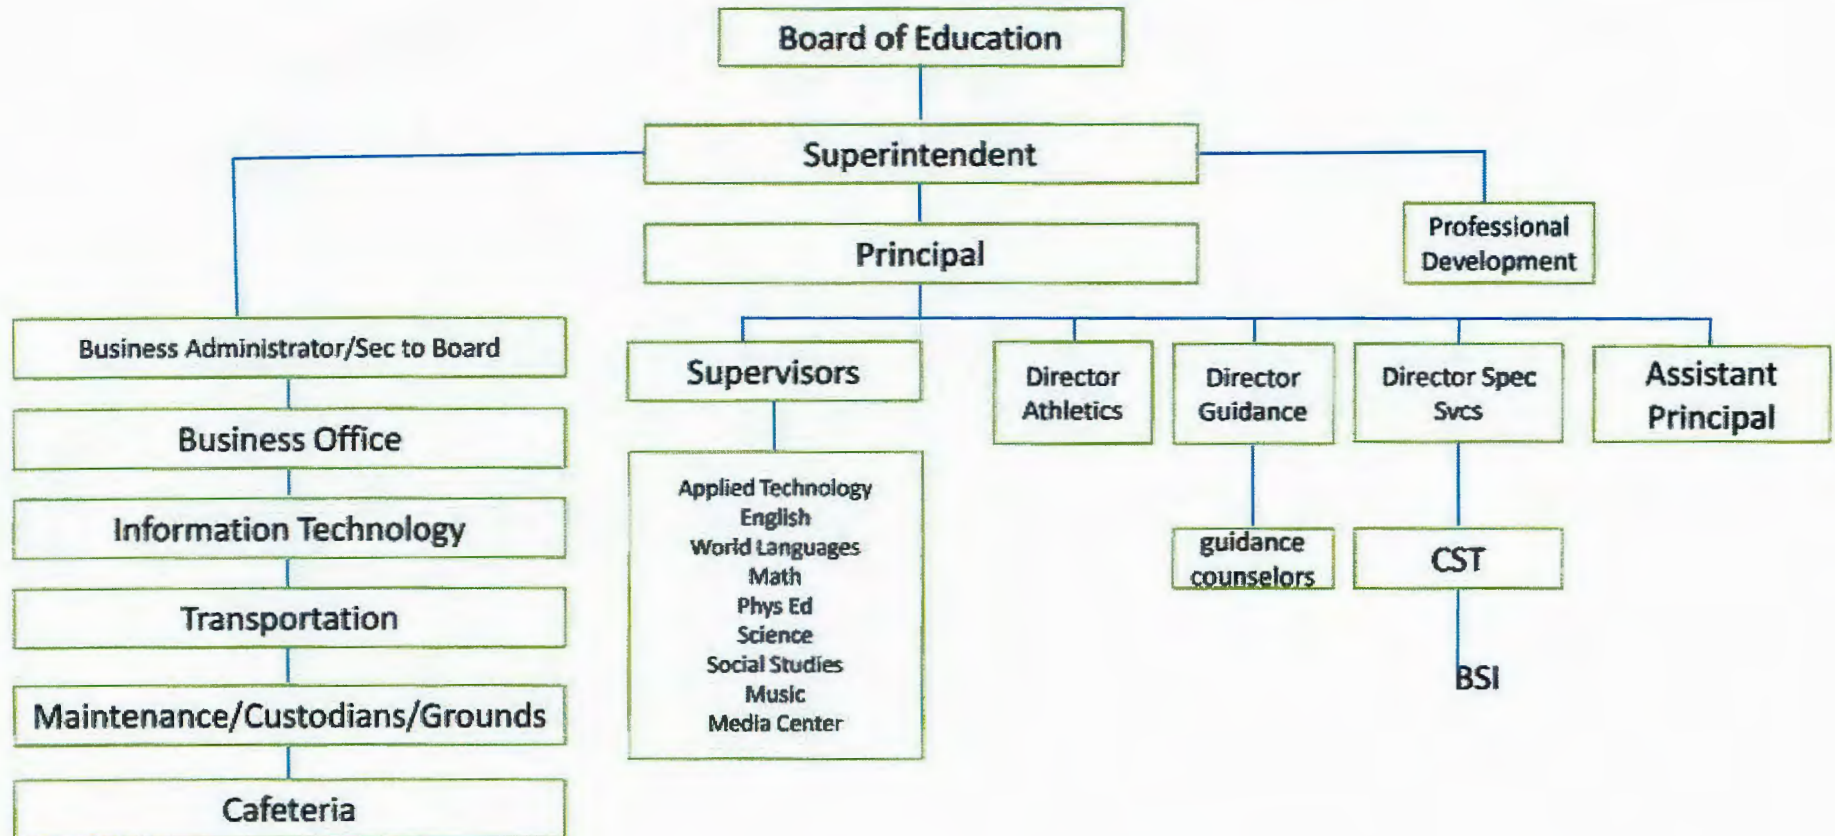 Board of Education
Superintendent
Professional
Development
Principal
Business Administrator/Sec to Board
Business Office
Information Technology
Transportation
Maintenance/Custodians/Grounds
Cafeteria
Supervisors
Applied Technology
English
World Languages
Math
Phys Ed
Science
Social Studies
Music
Media Center
Director
Athletics
Director
Guidance
guidance
counselors
Director Spec
Svcs
CST
BSI
Assistant
Principal